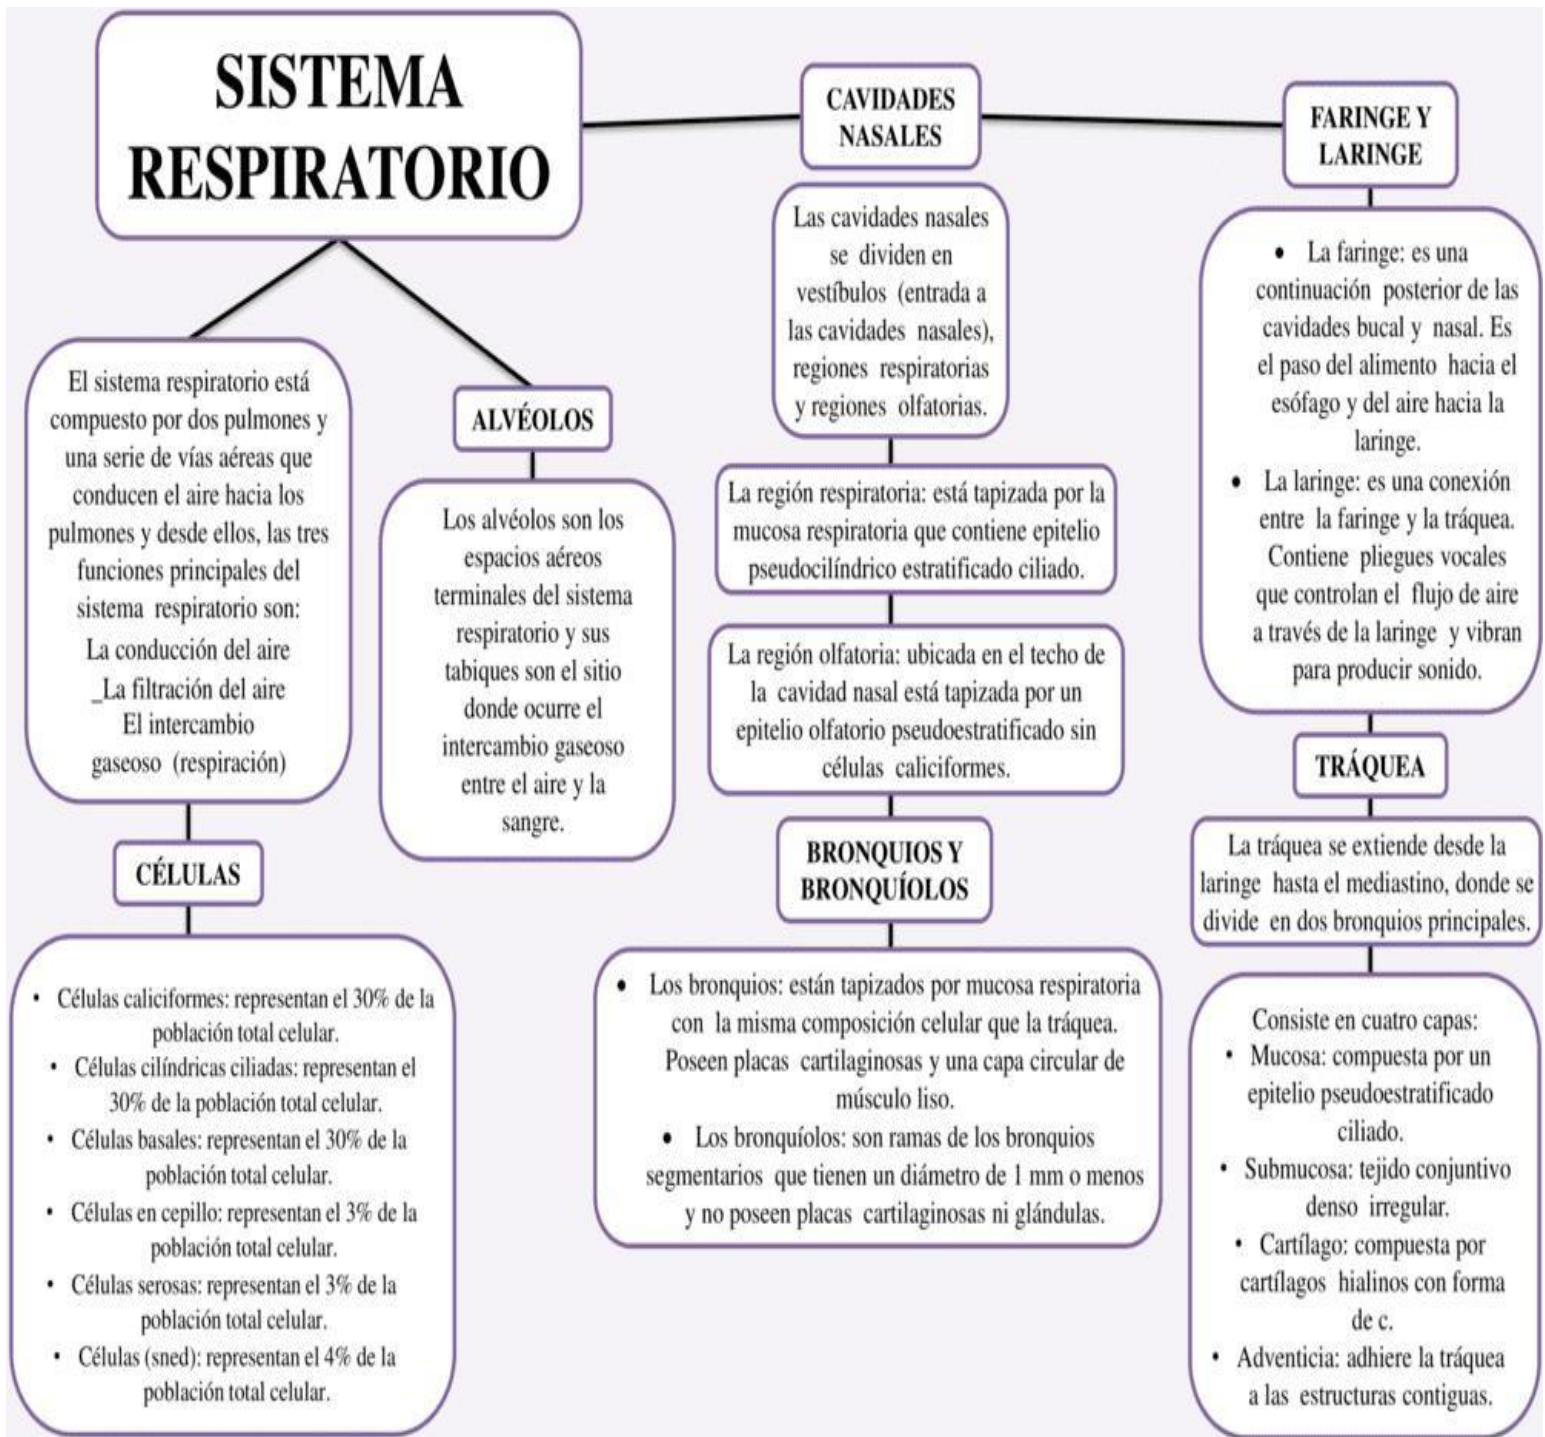 SISTEMA
RESPIRATORIO
El sistema respiratorio está
compuesto por dos pulmones y
una serie de vías aéreas que
conducen el aire hacia los
pulmones y desde ellos, las tres
funciones principales del
sistema respiratorio son:
La conducción del aire
_La filtración del aire
El intercambio
gaseoso (respiración)
CÉLULAS
• Células caliciformes: representan el 30% de la
población total celular.
• Células cilíndricas ciliadas: representan el
30% de la población total celular.
• Células basales: representan el 30% de la
población total celular.
• Células en cepillo: representan el 3% de la
población total celular.
• Células serosas: representan el 3% de la
población total celular.
• Células (sned): representan el 4% de la
población total celular.
ALVÉOLOS
Los alvéolos son los
espacios aéreos
terminales del sistema
respiratorio y sus
tabiques son el sitio
donde ocurre el
intercambio gaseoso
entre el aire y la
sangre.
CAVIDADES
NASALES
Las cavidades nasales
se dividen en
vestíbulos (entrada a
las cavidades nasales),
regiones respiratorias
y regiones olfatorias.
La región respiratoria: está tapizada por la
mucosa respiratoria que contiene epitelio
pseudocilíndrico estratificado ciliado.
La región olfatoria: ubicada en el techo de
la cavidad nasal está tapizada por un
epitelio olfatorio pseudoestratificado sin
células caliciformes.
BRONQUIOS Y
BRONQUÍOLOS
• Los bronquios: están tapizados por mucosa respiratoria
con la misma composición celular que la tráquea.
Poseen placas cartilaginosas y una capa circular de
músculo liso.
• Los bronquíolos: son ramas de los bronquios
segmentarios que tienen un diámetro de 1 mm o menos
y no poseen placas cartilaginosas ni glándulas.
FARINGE Y
LARINGE
• La faringe: es una
continuación posterior de las
cavidades bucal y nasal. Es
el paso del alimento hacia el
esófago y del aire hacia la
laringe.
• La laringe: es una conexión
entre la faringe y la tráquea.
Contiene pliegues vocales
que controlan el flujo de aire
a través de la laringe y vibran
para producir sonido.
TRÁQUEA
La tráquea se extiende desde la
laringe hasta el mediastino, donde se
divide en dos bronquios principales.
Consiste en cuatro capas:
• Mucosa: compuesta por un
epitelio pseudoestratificado
ciliado.
• Submucosa: tejido conjuntivo
denso irregular.
• Cartílago: compuesta por
cartílagos hialinos con forma
de c.
• Adventicia: adhiere la tráquea
a las estructuras contiguas.